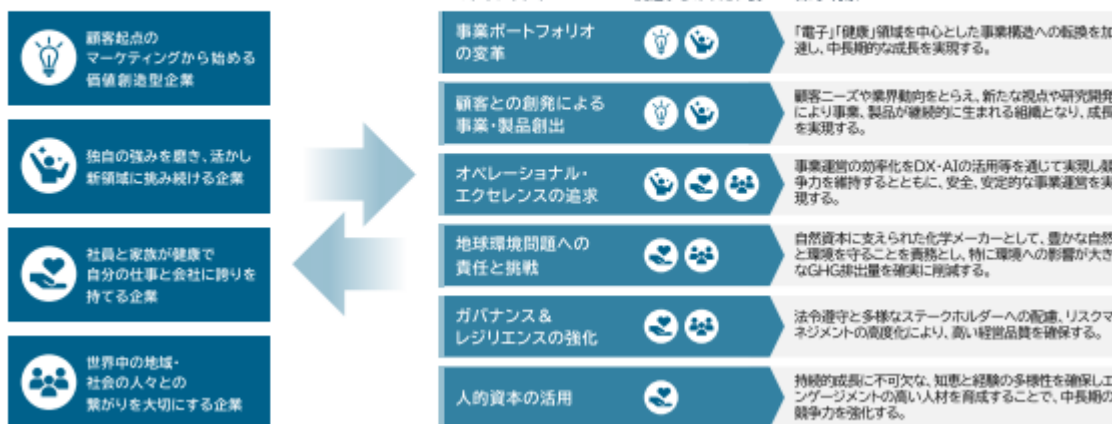 顧客起点の
マーケティングから始める
価値創造型企業
独自の強みを磨き、活かし
新領域に挑み続ける企業
社員と家族が健康で
自分の仕事と会社に誇りを
持てる企業
世界中の地域・
社会の人々との
繋がりを大切にする企業
事業ポートフォリオ
の変革
「電子」「健康」領域を中心とした事業構造への転換を加
速し、中長期的な成長を実現する。
顧客との創発による
事業・製品創出
顧客ニーズや業界動向をとらえ、新たな視点や研究開発
により事業、製品が継続的に生まれる組織となり、成長
を実現する。
オペレーショナル・
エクセレンスの追求
事業運営の効率化をDX・AIの活用等を通じて実現し競
争力を維持するとともに、安全、安定的な事業運営を実
現する。
地球環境問題への
責任と挑戦
自然資本に支えられた化学メーカーとして、豊かな自然
と環境を守ることを責務とし、特に環境への影響が大き
なGHG排出量を確実に削減する。
ガバナンス＆
レジリエンスの強化
法令遵守と多様なステークホルダーへの配慮、リスクマ
ネジメントの高度化により、高い経営品質を確保する。
人的資本の活用
持続的成長に不可欠な、知恵と経験の多様性を確保しエ
ンゲージメントの高い人材を育成することで、中長期の
競争力を強化する。